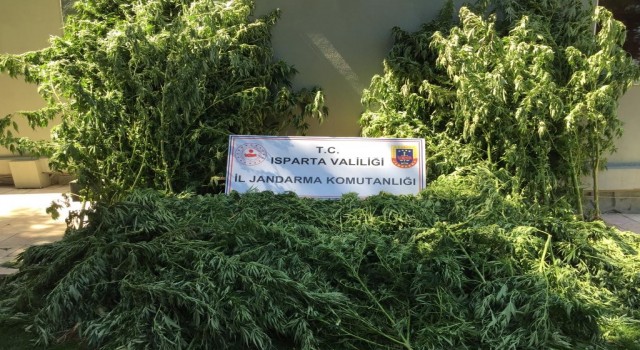 T.C.
ISPARTA VALİLİĞİ
İL JANDARMA KOMUTANLIĞI